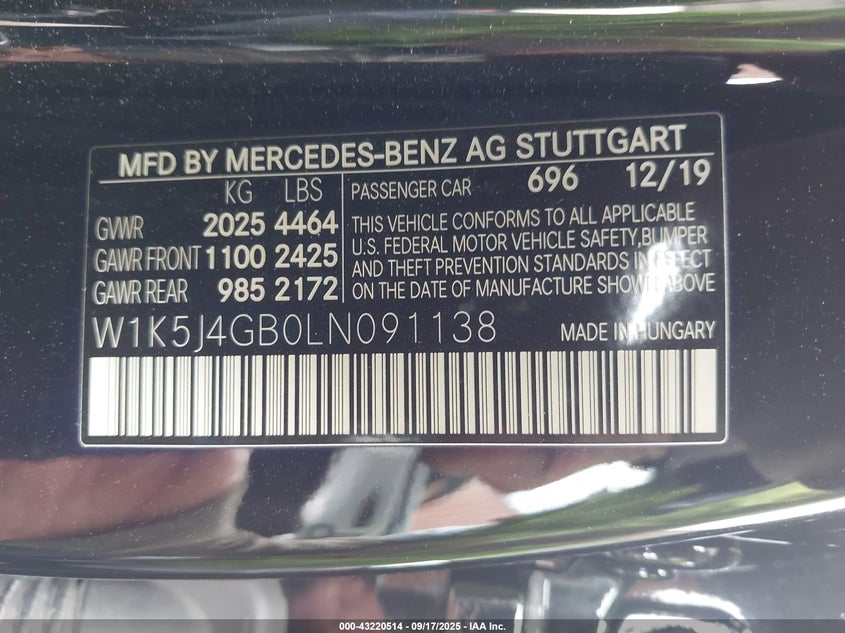 MFD BY MERCEDES-BENZ AG STUTTGART
KG LBS
GVWR 2025 4464
GAWR FRONT 1100 2425
GAWR REAR 985 2172
PASSENGER CAR 696 12/19
THIS VEHICLE CONFORMS TO ALL APPLICABLE
U.S. FEDERAL MOTOR VEHICLE SAFETY, BUMPER
AND THEFT PREVENTION STANDARDS IN EFFECT
ON THE DATE OF MANUFACTURE SHOWN ABOVE
W1K5J4GB0LN091138 MADE IN HUNGARY
000-43220514 - 09/17/2025 - IAA Inc.